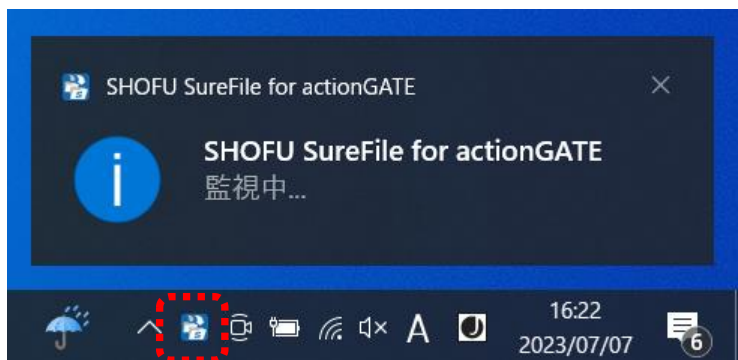 SHOFU SureFile for actionGATE
SHOFU SureFile for actionGATE
監視中...
A
16:22
2023/07/07
6